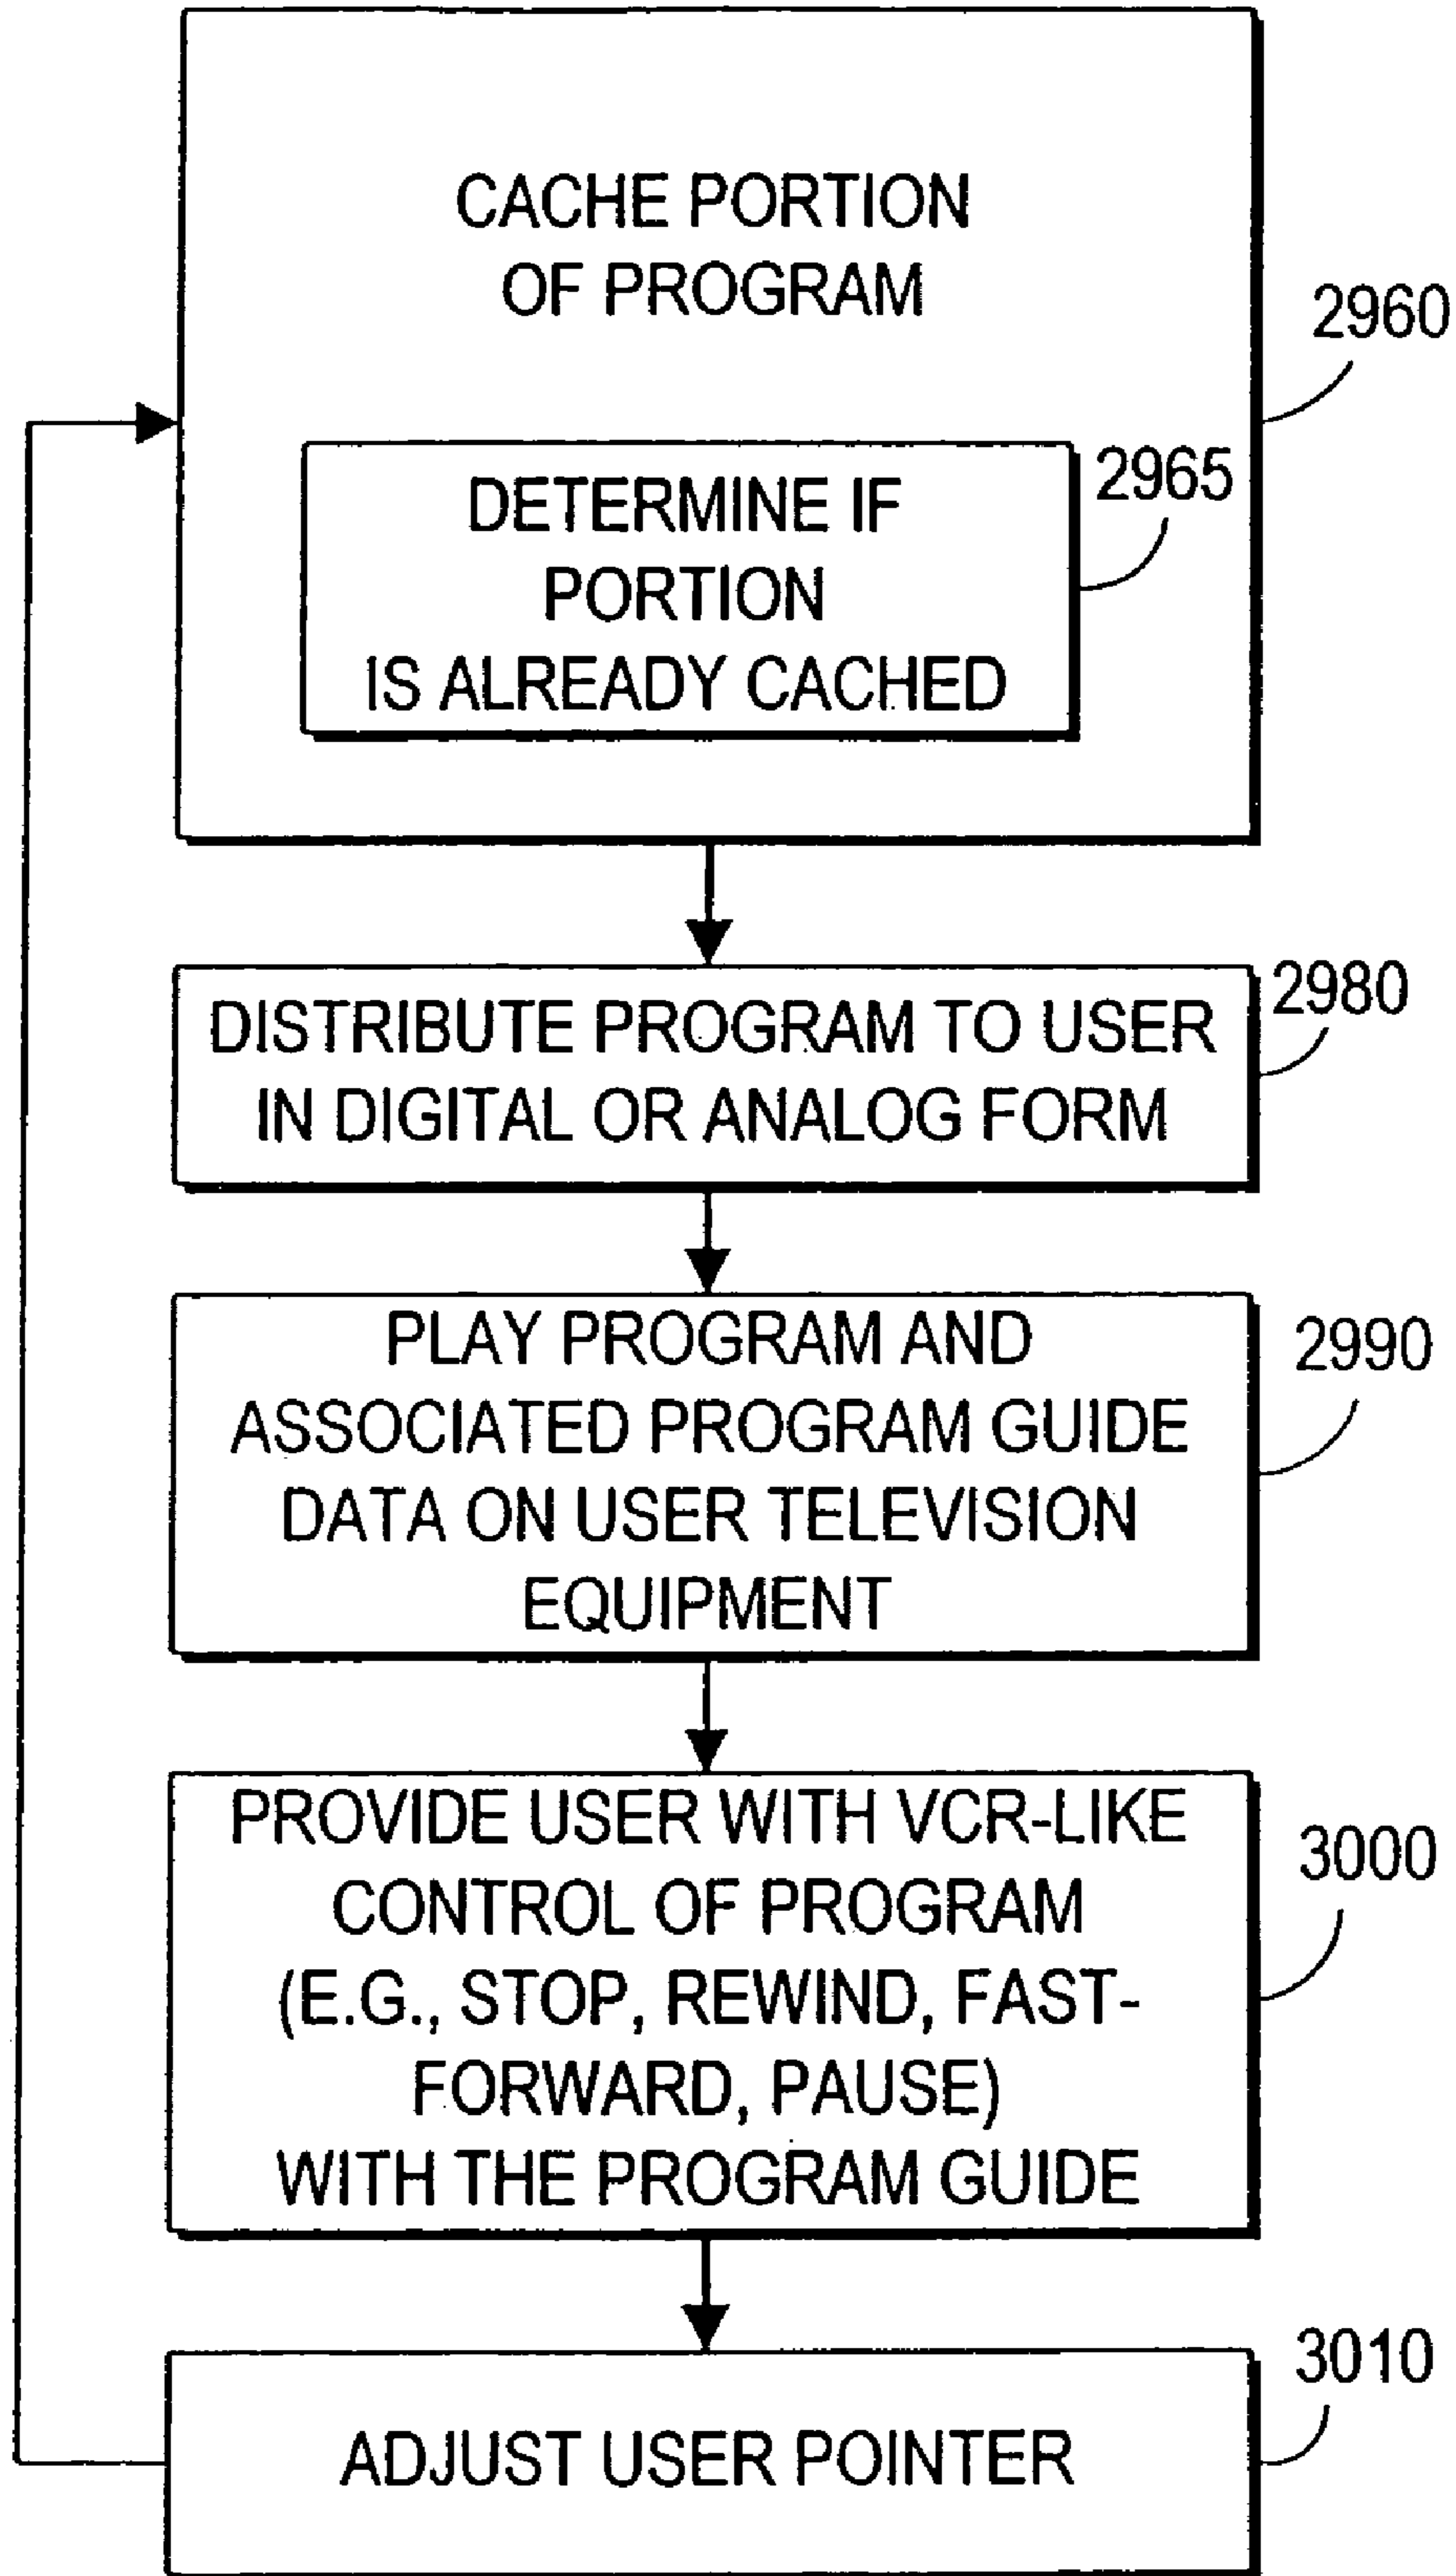 CACHE PORTION
OF PROGRAM
2960
DETERMINE IF
PORTION
IS ALREADY CACHED
2965
DISTRIBUTE PROGRAM TO USER
IN DIGITAL OR ANALOG FORM
2980
PLAY PROGRAM AND
ASSOCIATED PROGRAM GUIDE
DATA ON USER TELEVISION
EQUIPMENT
2990
PROVIDE USER WITH VCR-LIKE
CONTROL OF PROGRAM
(E.G., STOP, REWIND, FAST-
FORWARD, PAUSE)
WITH THE PROGRAM GUIDE
3000
ADJUST USER POINTER
3010